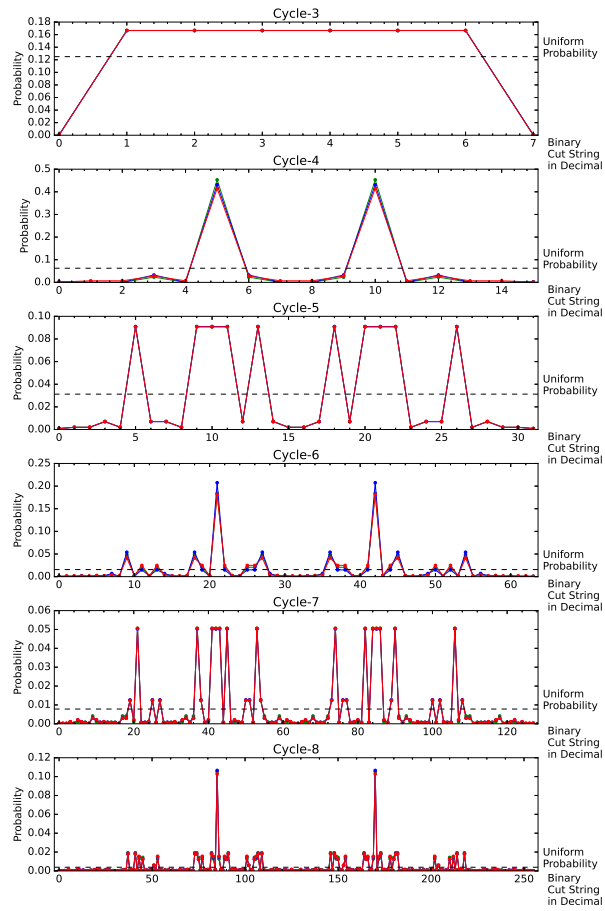 Cycle-3
0.18
0.16
0.14
0.12
0.10
0.08
0.06
0.04
0.02
0.00
Probability
0 1 2 3 4 5 6 7
Uniform
Probability
Binary
Cut String
in Decimal
Cycle-4
0.5
0.4
0.3
0.2
0.1
0.0
Probability
0 2 4 6 8 10 12 14
Uniform
Probability
Binary
Cut String
in Decimal
Cycle-5
0.10
0.08
0.06
0.04
0.02
0.00
Probability
0 5 10 15 20 25 30
Uniform
Probability
Binary
Cut String
in Decimal
Cycle-6
0.25
0.20
0.15
0.10
0.05
0.00
Probability
0 10 20 30 40 50 60
Uniform
Probability
Binary
Cut String
in Decimal
Cycle-7
0.06
0.05
0.04
0.03
0.02
0.01
0.00
Probability
0 20 40 60 80 100 120
Uniform
Probability
Binary
Cut String
in Decimal
Cycle-8
0.12
0.10
0.08
0.06
0.04
0.02
0.00
Probability
0 50 100 150 200 250
Uniform
Probability
Binary
Cut String
in Decimal